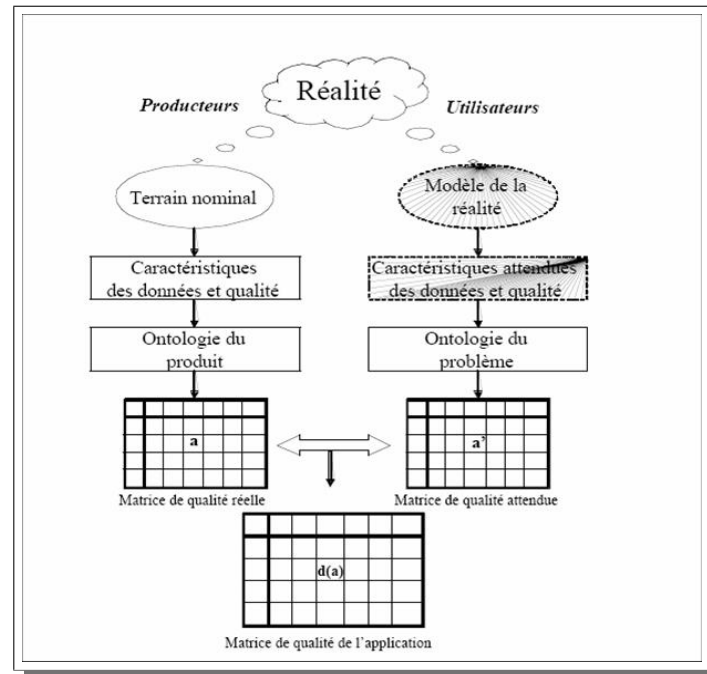 Réalité
Producteurs
Utilisateurs
Terrain nominal
Modèle de la
réalité
Caractéristiques
des données et qualité
Caractéristiques attendues
des données et qualité
Ontologie du
produit
Ontologie du
problème
a
a'
Matrice de qualité réelle
Matrice de qualité attendue
d(a)
Matrice de qualité de l'application